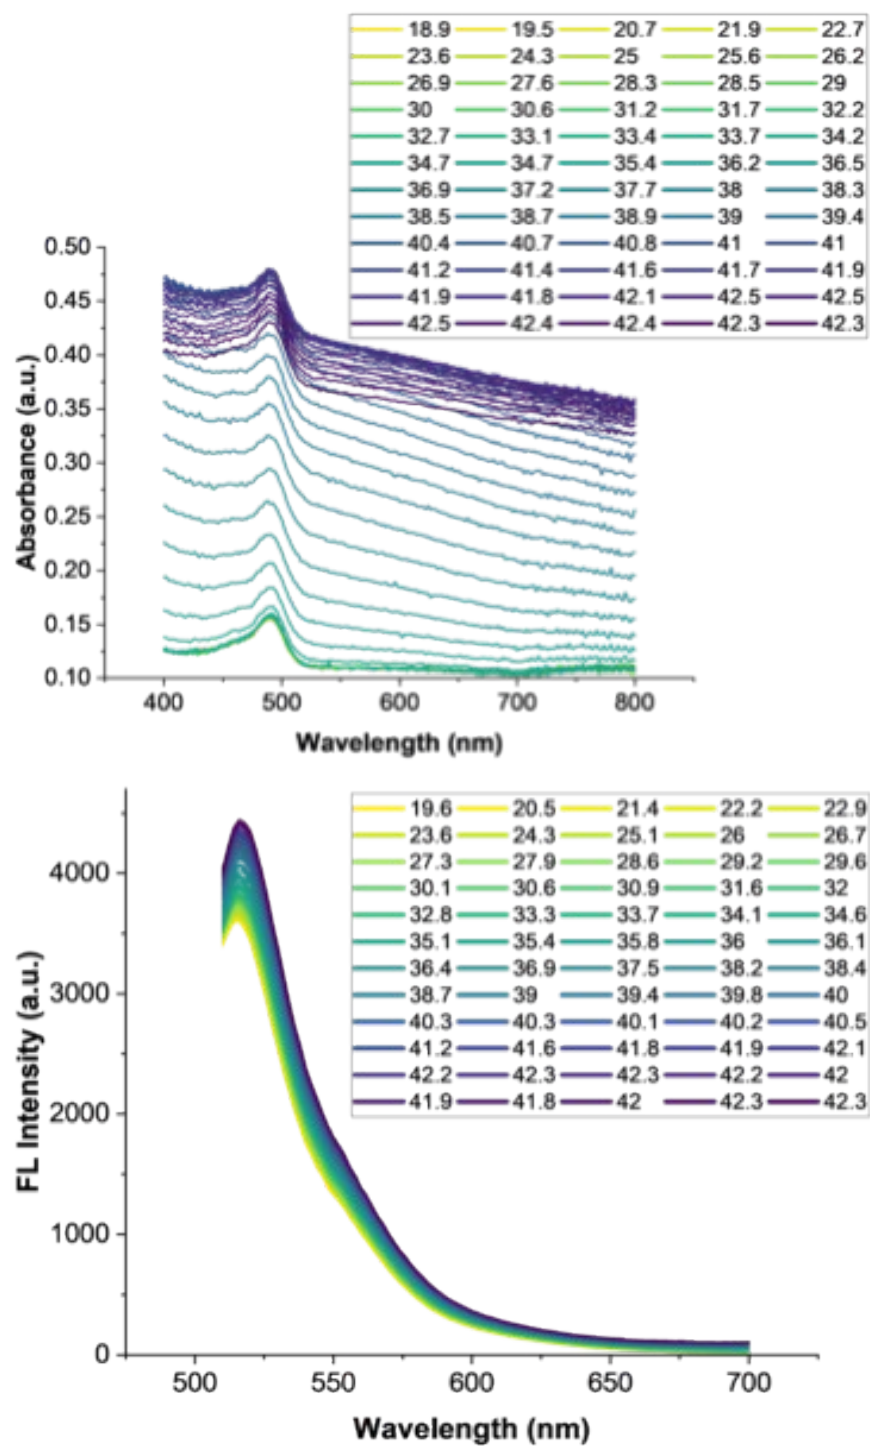 18.9 19.5 20.7 21.9 22.7
23.6 24.3 25 25.6 26.2
26.9 27.6 28.3 28.5 29
30 30.6 31.2 31.7 32.2
32.7 33.1 33.4 33.7 34.2
34.7 34.7 35.4 36.2 36.5
36.9 37.2 37.7 38 38.3
38.5 38.7 38.9 39 39.4
40.4 40.7 40.8 41 41
41.2 41.4 41.6 41.7 41.9
41.9 41.8 42.1 42.5 42.5
42.5 42.4 42.4 42.3 42.3
0.50
0.45
0.40
0.35
0.30
0.25
0.20
0.15
0.10
Absorbance (a.u.)
400 500 600 700 800
Wavelength (nm)
19.6 20.5 21.4 22.2 22.9
23.6 24.3 25.1 26 26.7
27.3 27.9 28.6 29.2 29.6
30.1 30.6 30.9 31.6 32
32.8 33.3 33.7 34.1 34.6
35.1 35.4 35.8 36 36.1
36.4 36.9 37.5 38.2 38.4
38.7 39 39.4 39.8 40
40.3 40.3 40.1 40.2 40.5
41.2 41.6 41.8 41.9 42.1
42.2 42.3 42.3 42.2 42
41.9 41.8 42 42.3 42.3
4000
3000
2000
1000
0
FL Intensity (a.u.)
500 550 600 650 700
Wavelength (nm)